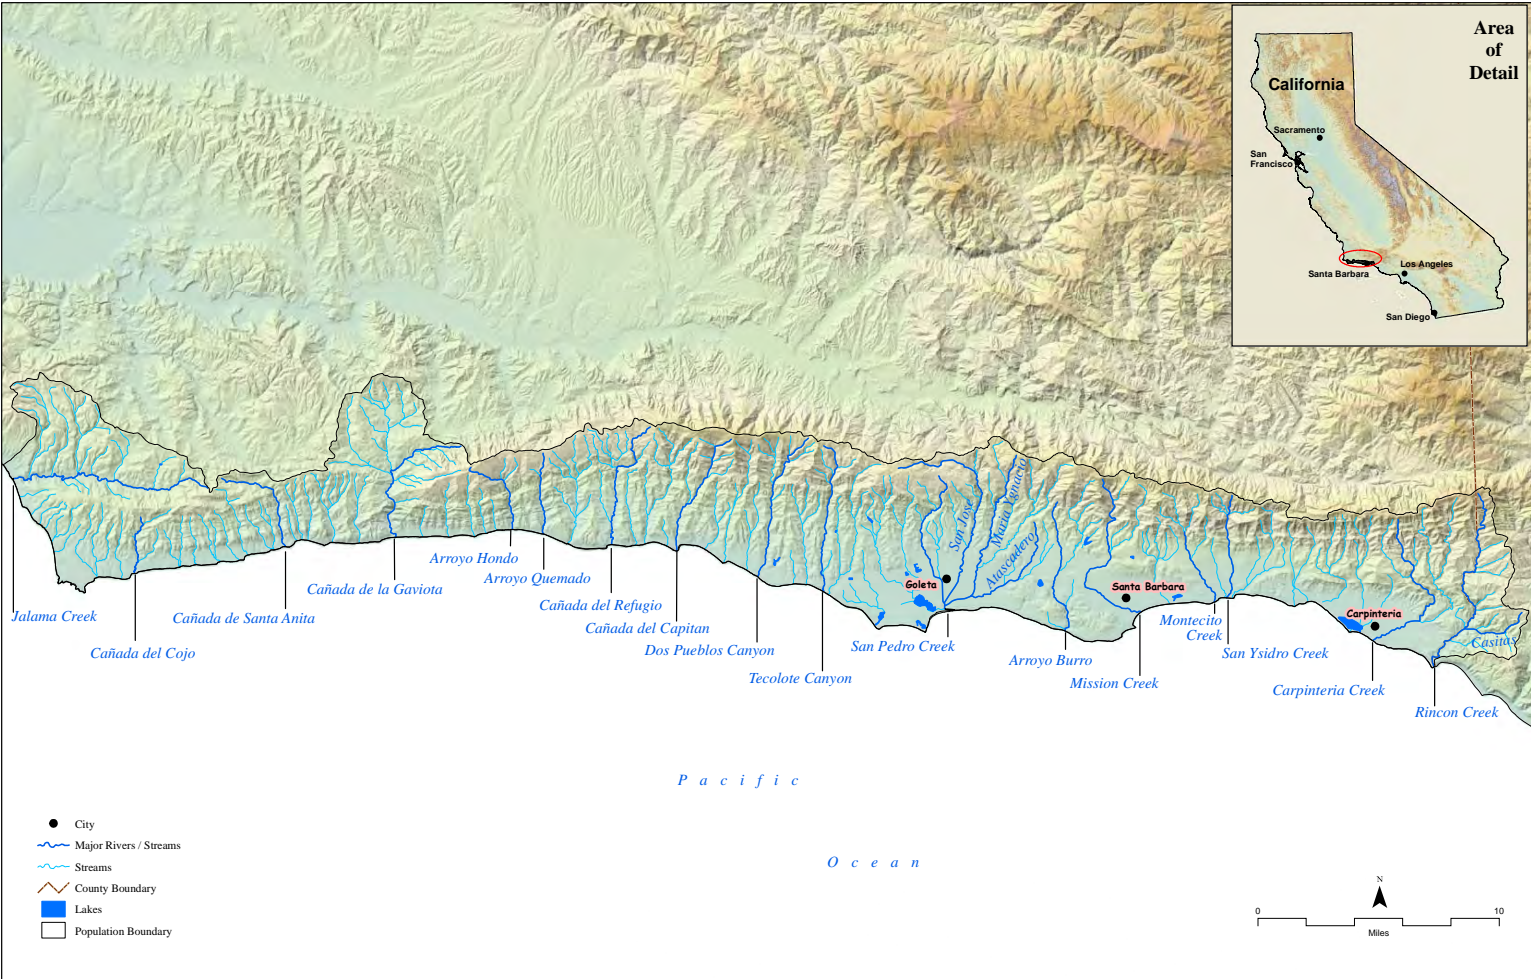 Area
of
Detail
California
Sacramento
San
Francisco
Santa Barbara
Los Angeles
San Diego
San José
Maria Ygnacio
Atascadero
Goleta
Santa Barbara
Carpinteria
Casitas
Jalama Creek
Cañada del Cojo
Cañada de Santa Anita
Cañada de la Gaviota
Arroyo Hondo
Arroyo Quemado
Cañada del Refugio
Cañada del Capitan
Dos Pueblos Canyon
Tecolote Canyon
San Pedro Creek
Arroyo Burro
Mission Creek
Montecito
Creek
San Ysidro Creek
Carpinteria Creek
Rincon Creek
Pacific
Ocean
City
Major Rivers / Streams
Streams
County Boundary
Lakes
Population Boundary
N
0 10
Miles